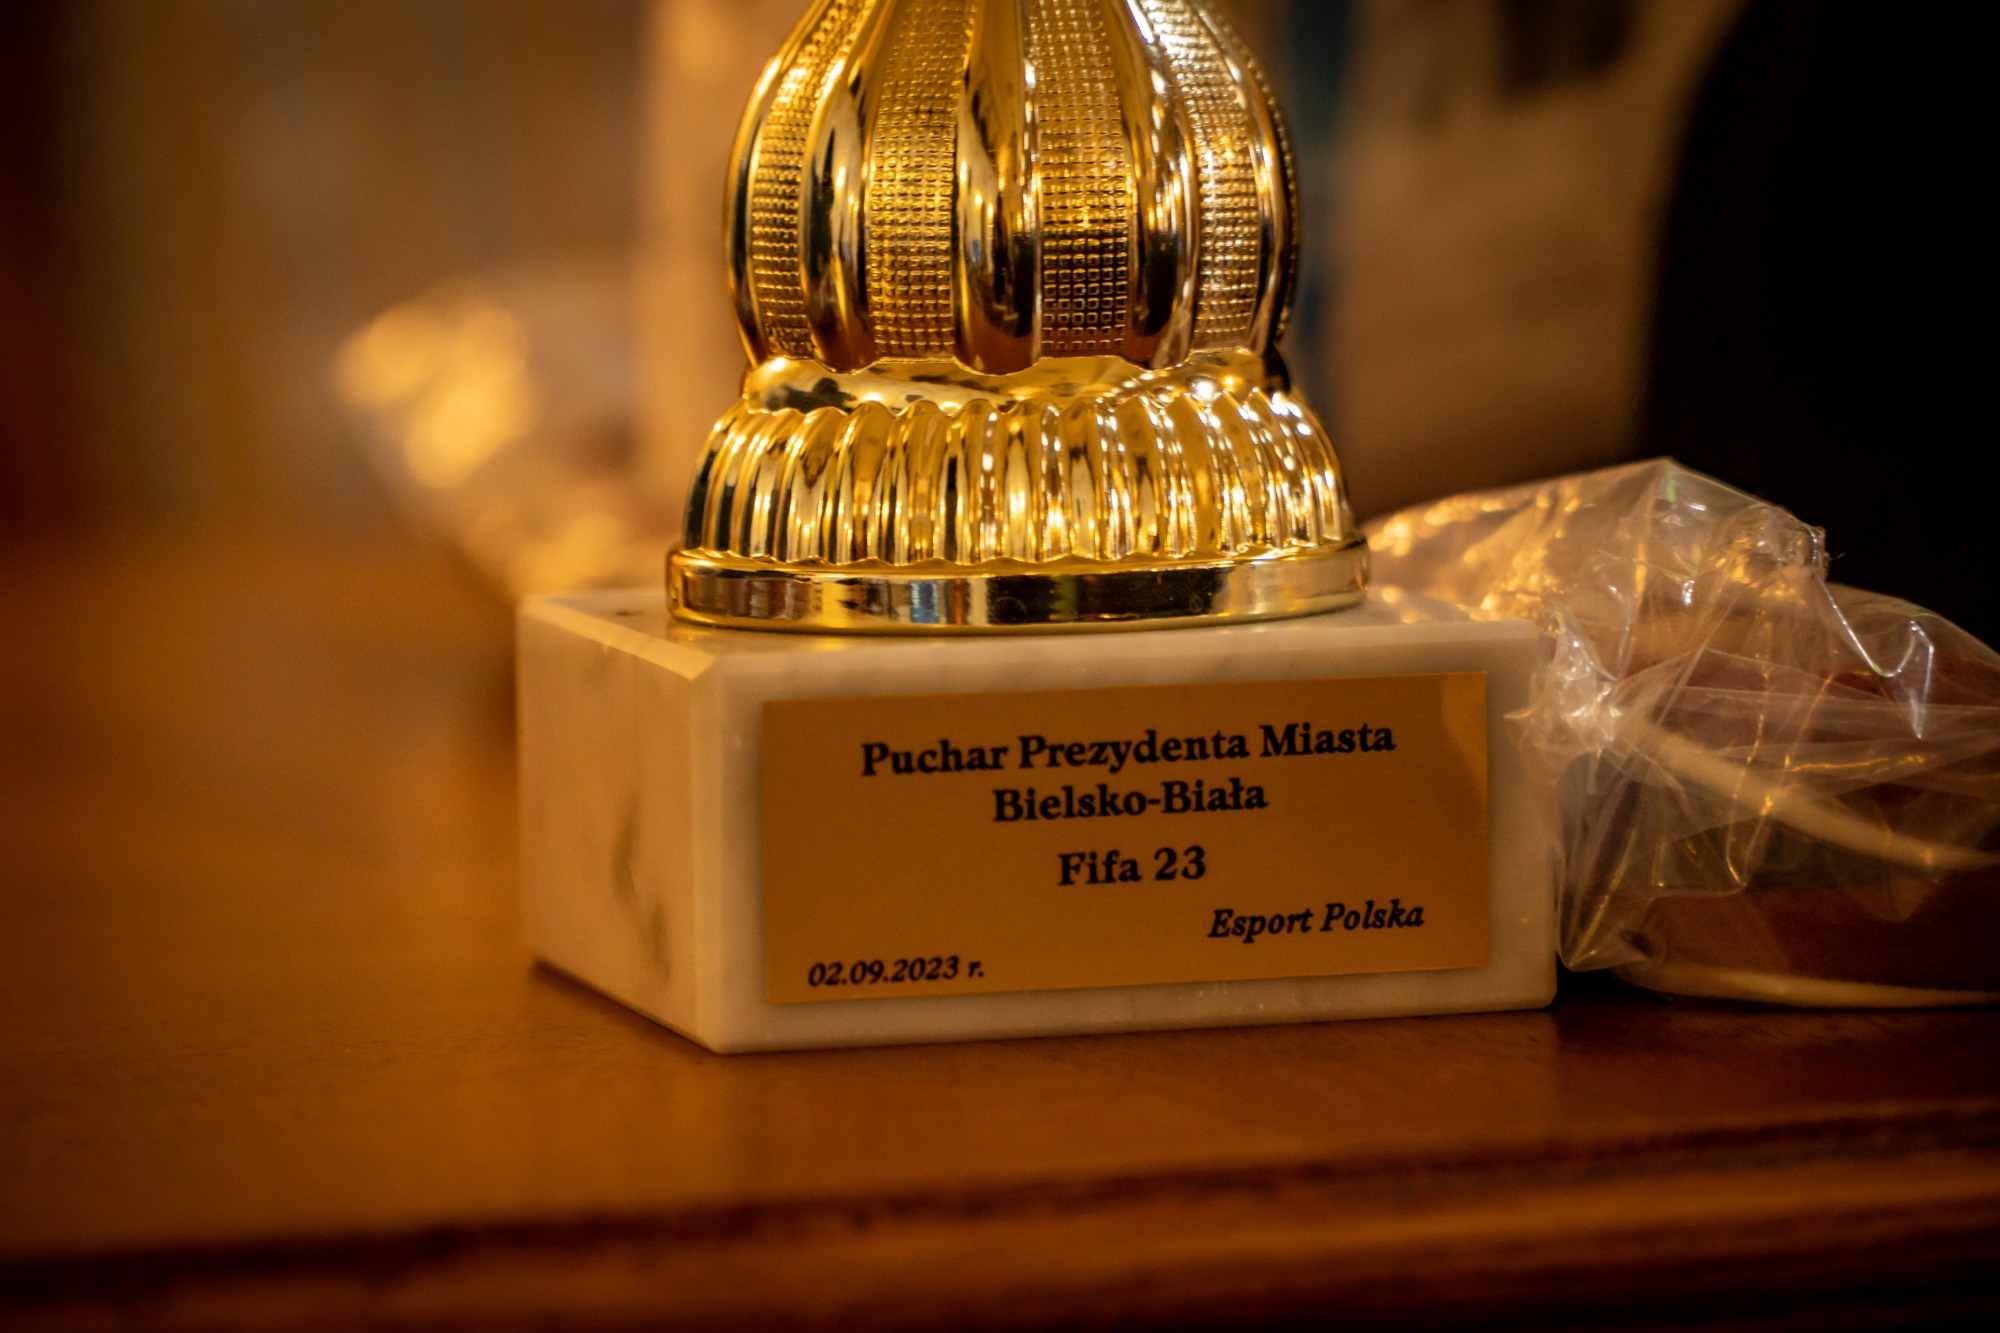 Puchar Prezydenta Miasta
Bielsko-Biała
Fifa 23
Esport Polska
02.09.2023 r.